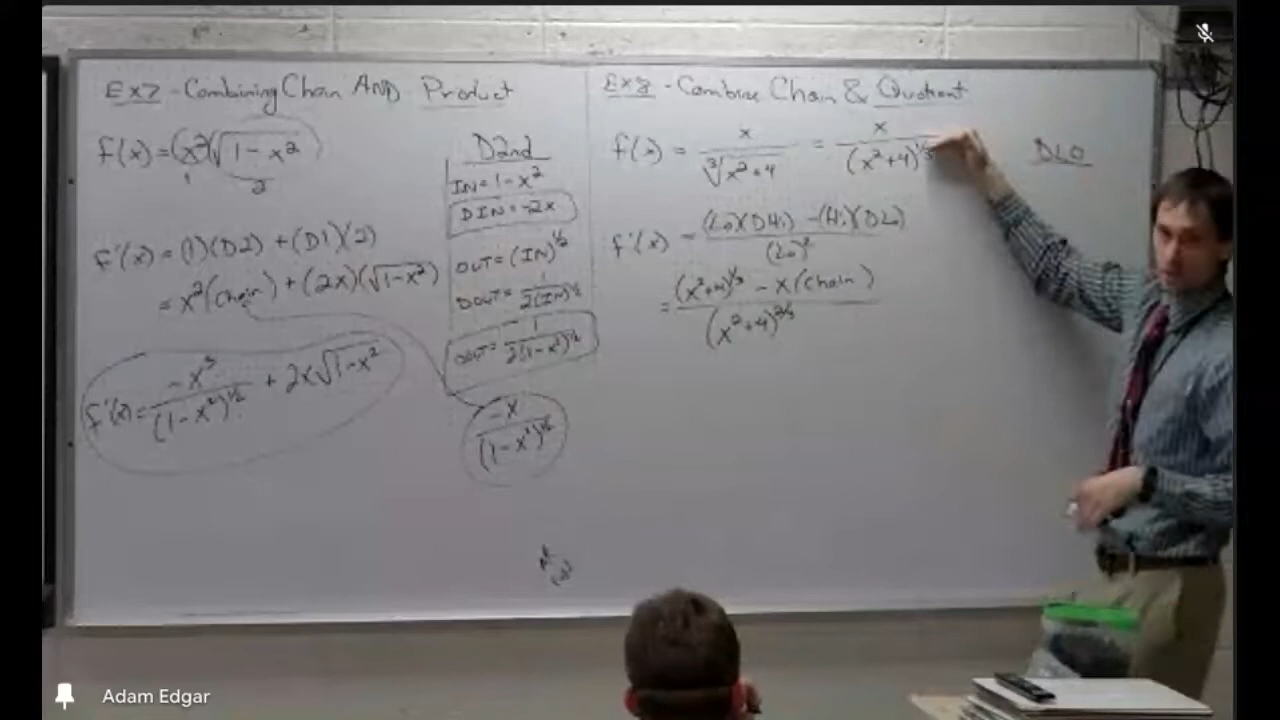 Ex7 - Combining Chain AND Product
f(x) = (x²)(√(1-x²))
1 2
f'(x) = (1)(D2) + (D1)(2)
= x²(Chain) + (2x)(√(1-x²))
f'(x) = -x³/(1-x²)^½ + 2x√(1-x²)
D2nd
IN = 1-x²
DIN = -2x
OUT = (IN)^½
DOUT = 1/2(IN)^½
OUT = 1/2(1-x²)^½
-x/(1-x²)^½
Ex8 - Combine Chain & Quotient
f(x) = x/∛(x²+4) = x/(x²+4)^⅓
f'(x) = (Lo)(DHi) - (Hi)(DLo)/(Lo)²
= (x²+4)^⅓ - x(Chain)/(x²+4)^⅔
DLO
Adam Edgar